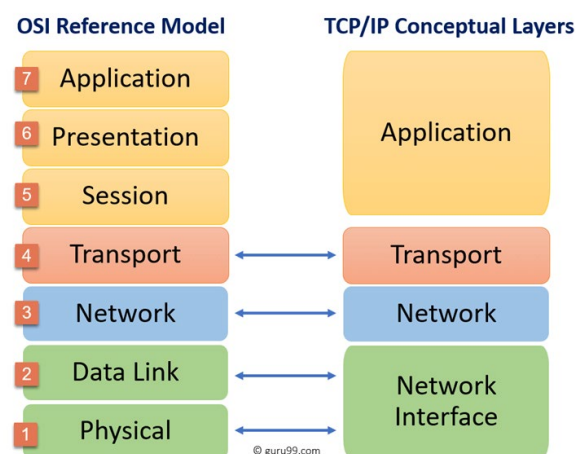 OSI Reference Model
TCP/IP Conceptual Layers
7 Application
6 Presentation
5 Session
4 Transport
3 Network
2 Data Link
1 Physical
Application
Transport
Network
Network
Interface
© guru99.com